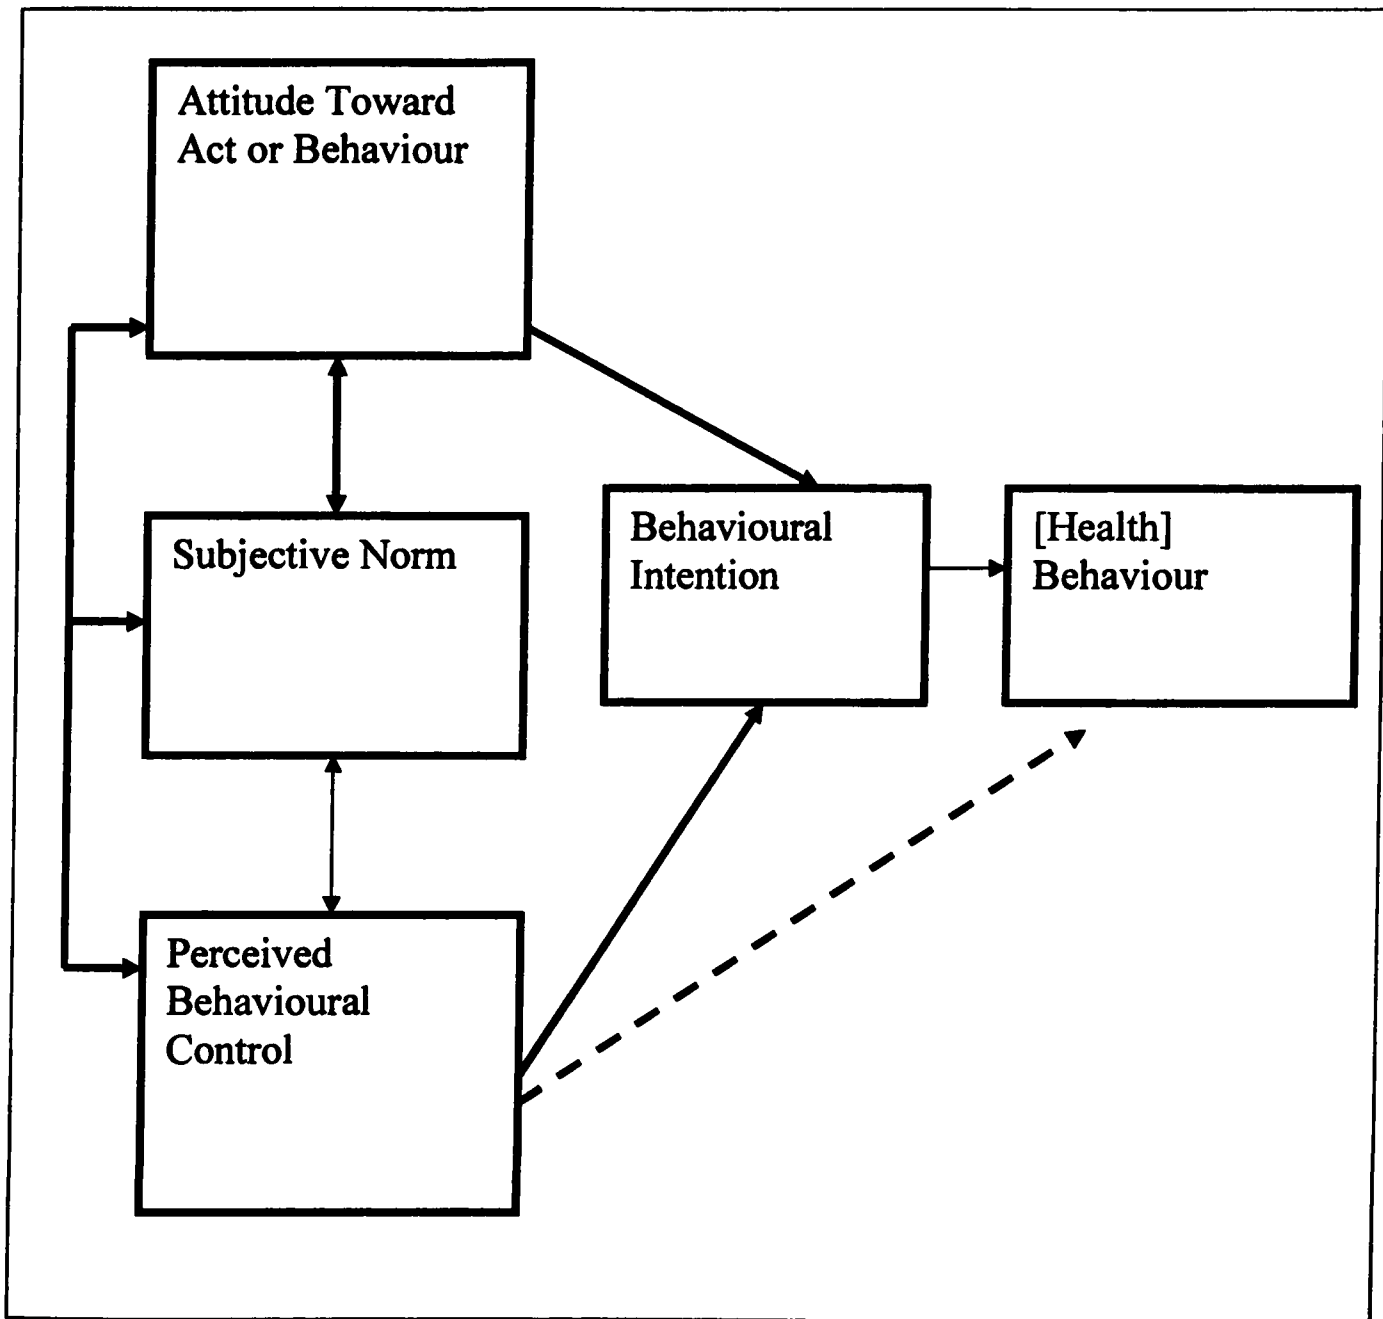 Attitude Toward
Act or Behaviour
Subjective Norm
Behavioural
Intention
[Health]
Behaviour
Perceived
Behavioural
Control